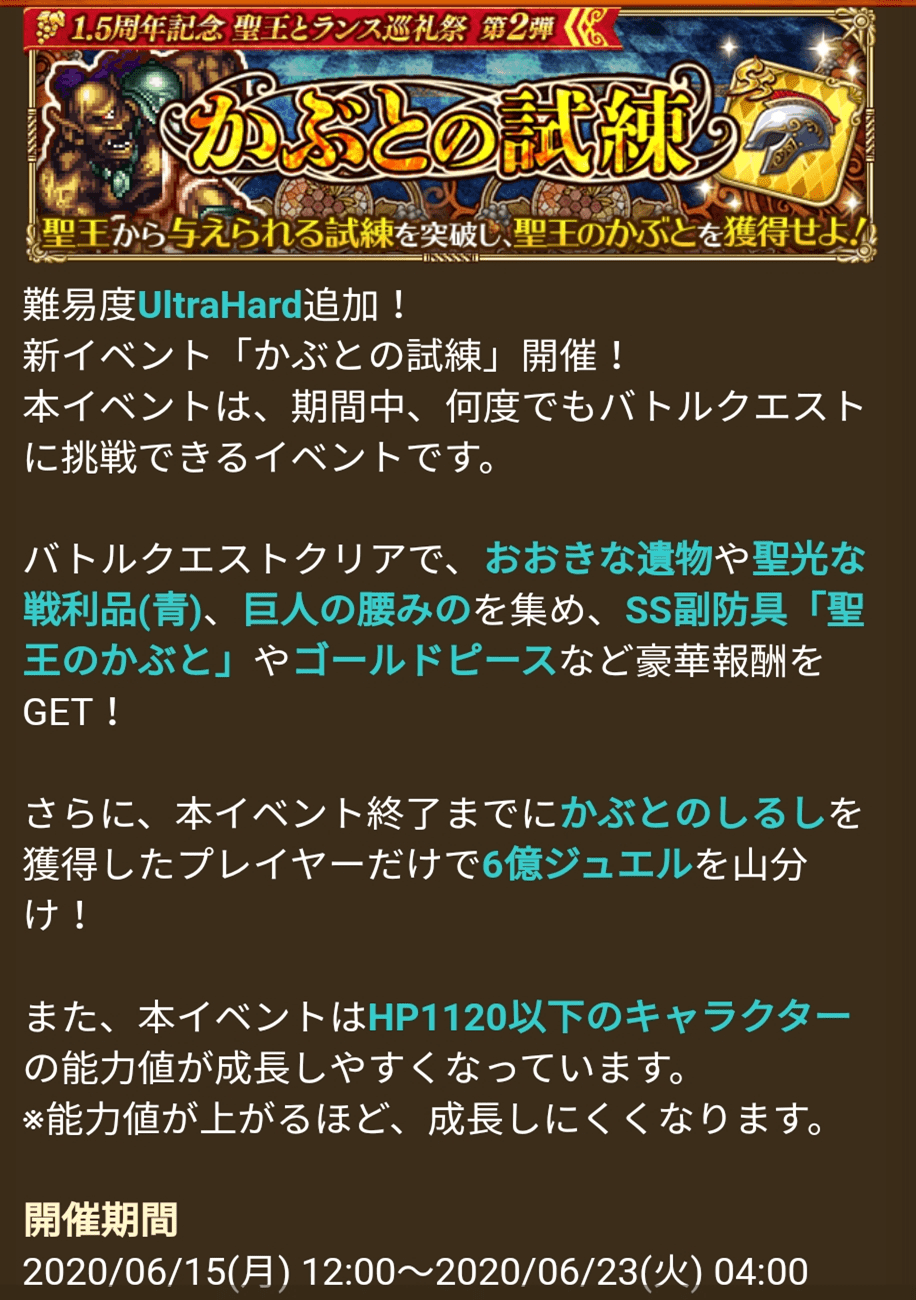 1.5周年記念 聖王とランス巡礼祭 第2弾
かぶとの試練
SS
聖王から与えられる試練を突破し、聖王のかぶとを獲得せよ!
難易度UltraHard追加！
新イベント「かぶとの試練」開催！
本イベントは、期間中、何度でもバトルクエスト
に挑戦できるイベントです。
バトルクエストクリアで、おおきな遺物や聖光な
戦利品(青)、巨人の腰みのを集め、SS副防具「聖
王のかぶと」やゴールドピースなど豪華報酬を
GET！
さらに、本イベント終了までにかぶとのしるしを
獲得したプレイヤーだけで6億ジュエルを山分
け！
また、本イベントはHP1120以下のキャラクター
の能力値が成長しやすくなっています。
※能力値が上がるほど、成長しにくくなります。
開催期間
2020/06/15(月) 12:00～2020/06/23(火) 04:00